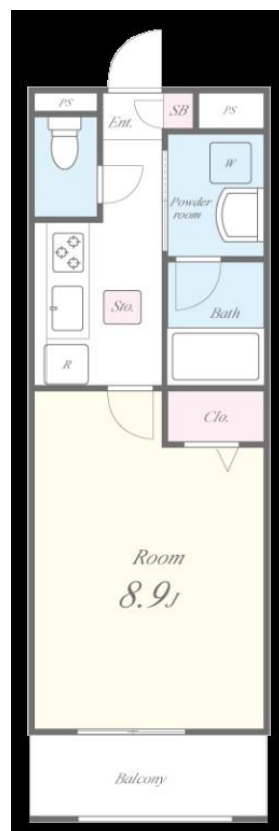 PS
SB
PS
Ent.
W
Powder
room
Sto.
Bath
R
Clo.
Room
8.9J
Balcony